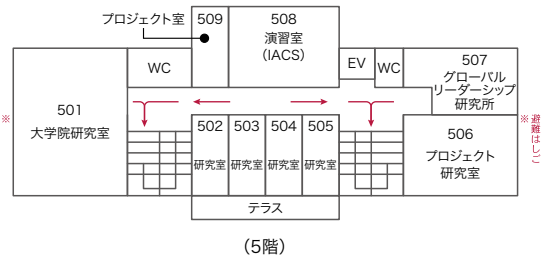 プロジェクト室
509
508
演習室
（IACS）
WC
EV
WC
507
グローバル
リーダーシップ
研究所
※
501
大学院研究室
502
研究室
503
研究室
504
研究室
505
研究室
506
プロジェクト
研究室
※避難はしご
テラス
（5階）